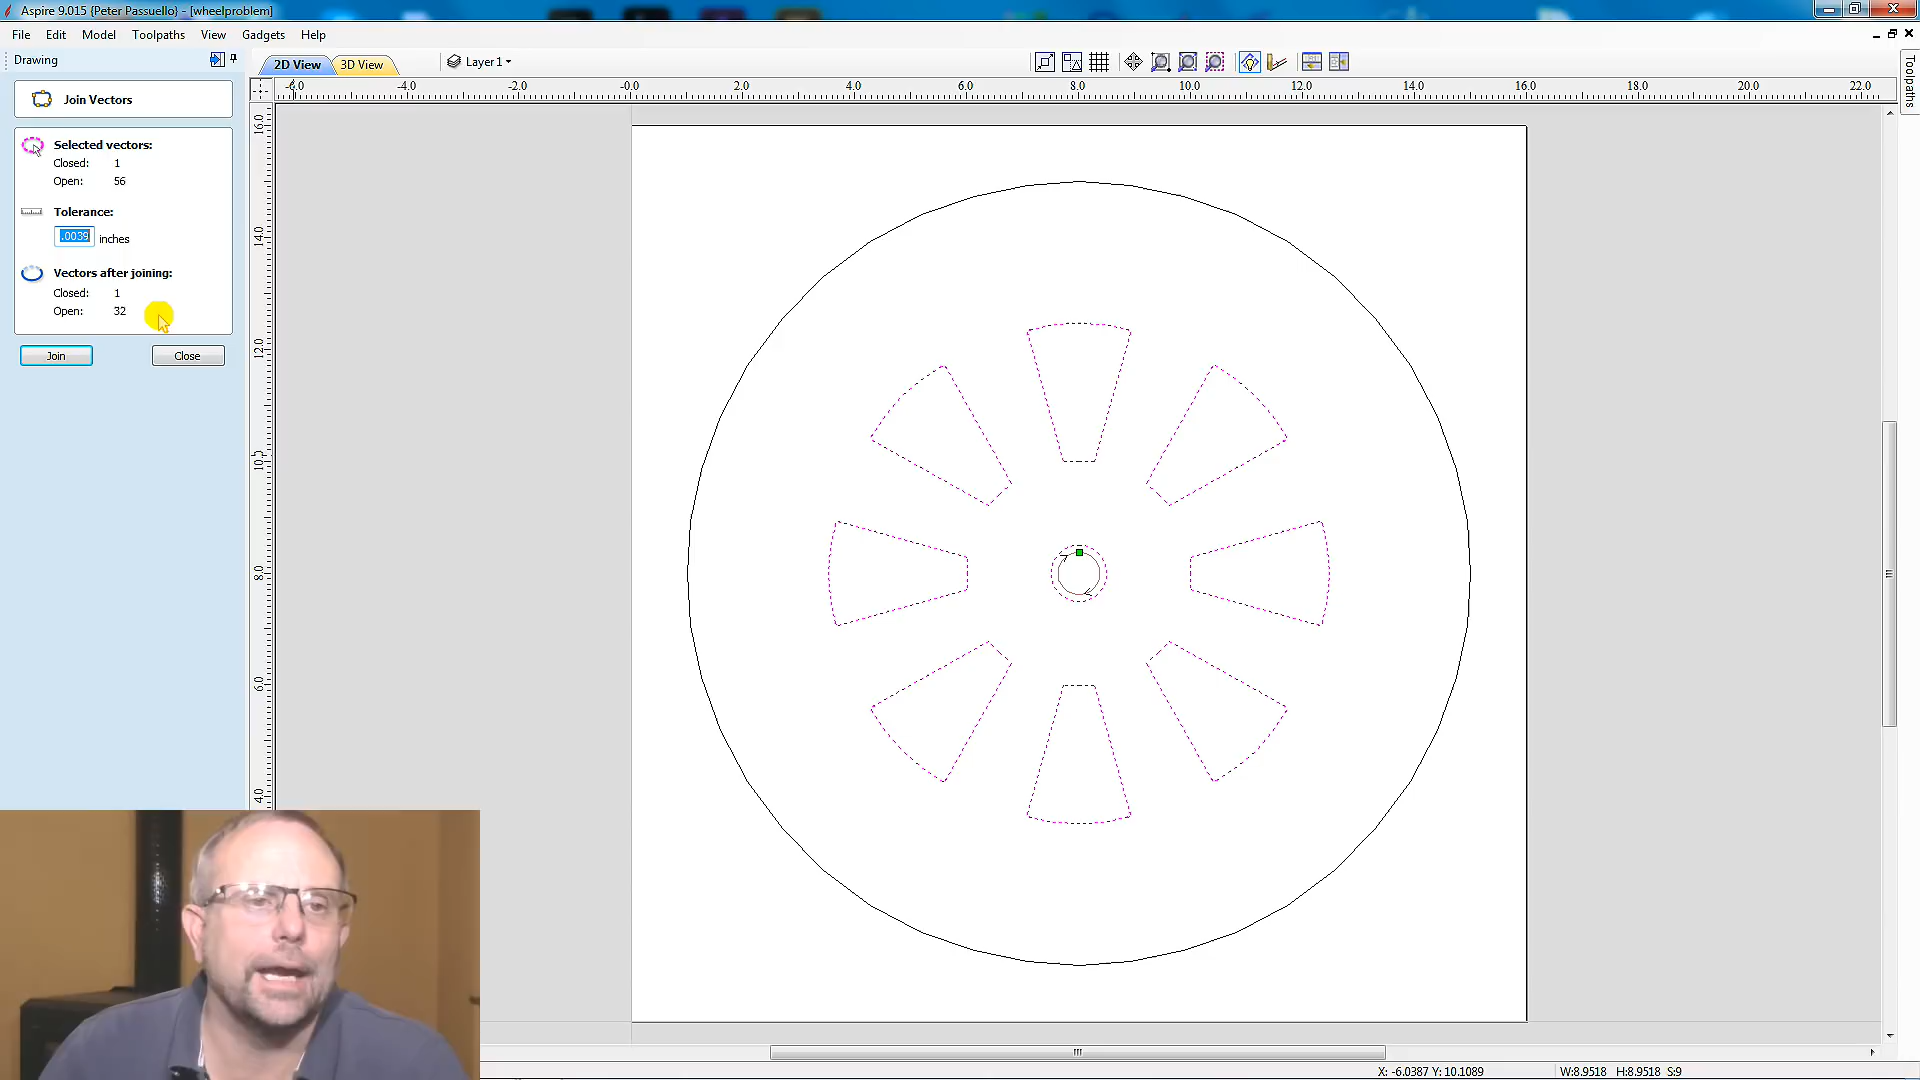 Aspire 9.015 {Peter Passuello} - [wheelproblem]
File Edit Model Toolpaths View Gadgets Help
Drawing
2D View 3D View Layer 1
Toolpaths
-6.0 -4.0 -2.0 -0.0 2.0 4.0 6.0 8.0 10.0 12.0 14.0 16.0 18.0 20.0 22.0
16.0
14.0
12.0
10.0
8.0
6.0
4.0
Join Vectors
Selected vectors:
Closed: 1
Open: 56
Tolerance:
.0039 inches
Vectors after joining:
Closed: 1
Open: 32
Join Close
X: -6.0387 Y: 10.1089 W:8.9518 H:8.9518 S:9